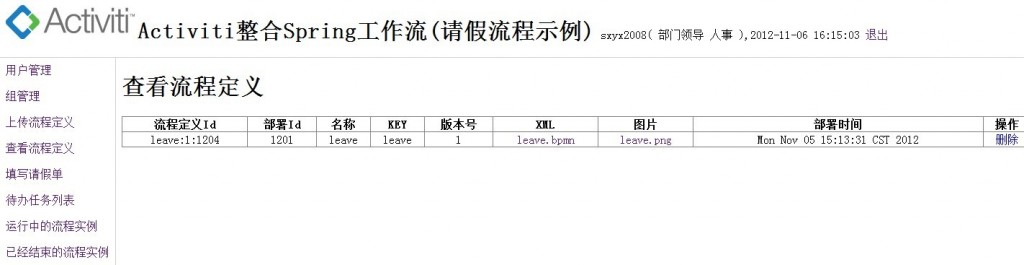 Activiti Activiti整合Spring工作流(请假流程示例) sxyx2008( 部门领导 人事 ),2012-11-06 16:15:03 退出
用户管理
组管理
上传流程定义
查看流程定义
填写请假单
待办任务列表
运行中的流程实例
已经结束的流程实例
查看流程定义
流程定义Id 部署Id 名称 KEY 版本号 XML 图片 部署时间 操作
leave:1:1204 1201 leave leave 1 leave.bpmn leave.png Mon Nov 05 15:13:31 CST 2012 删除